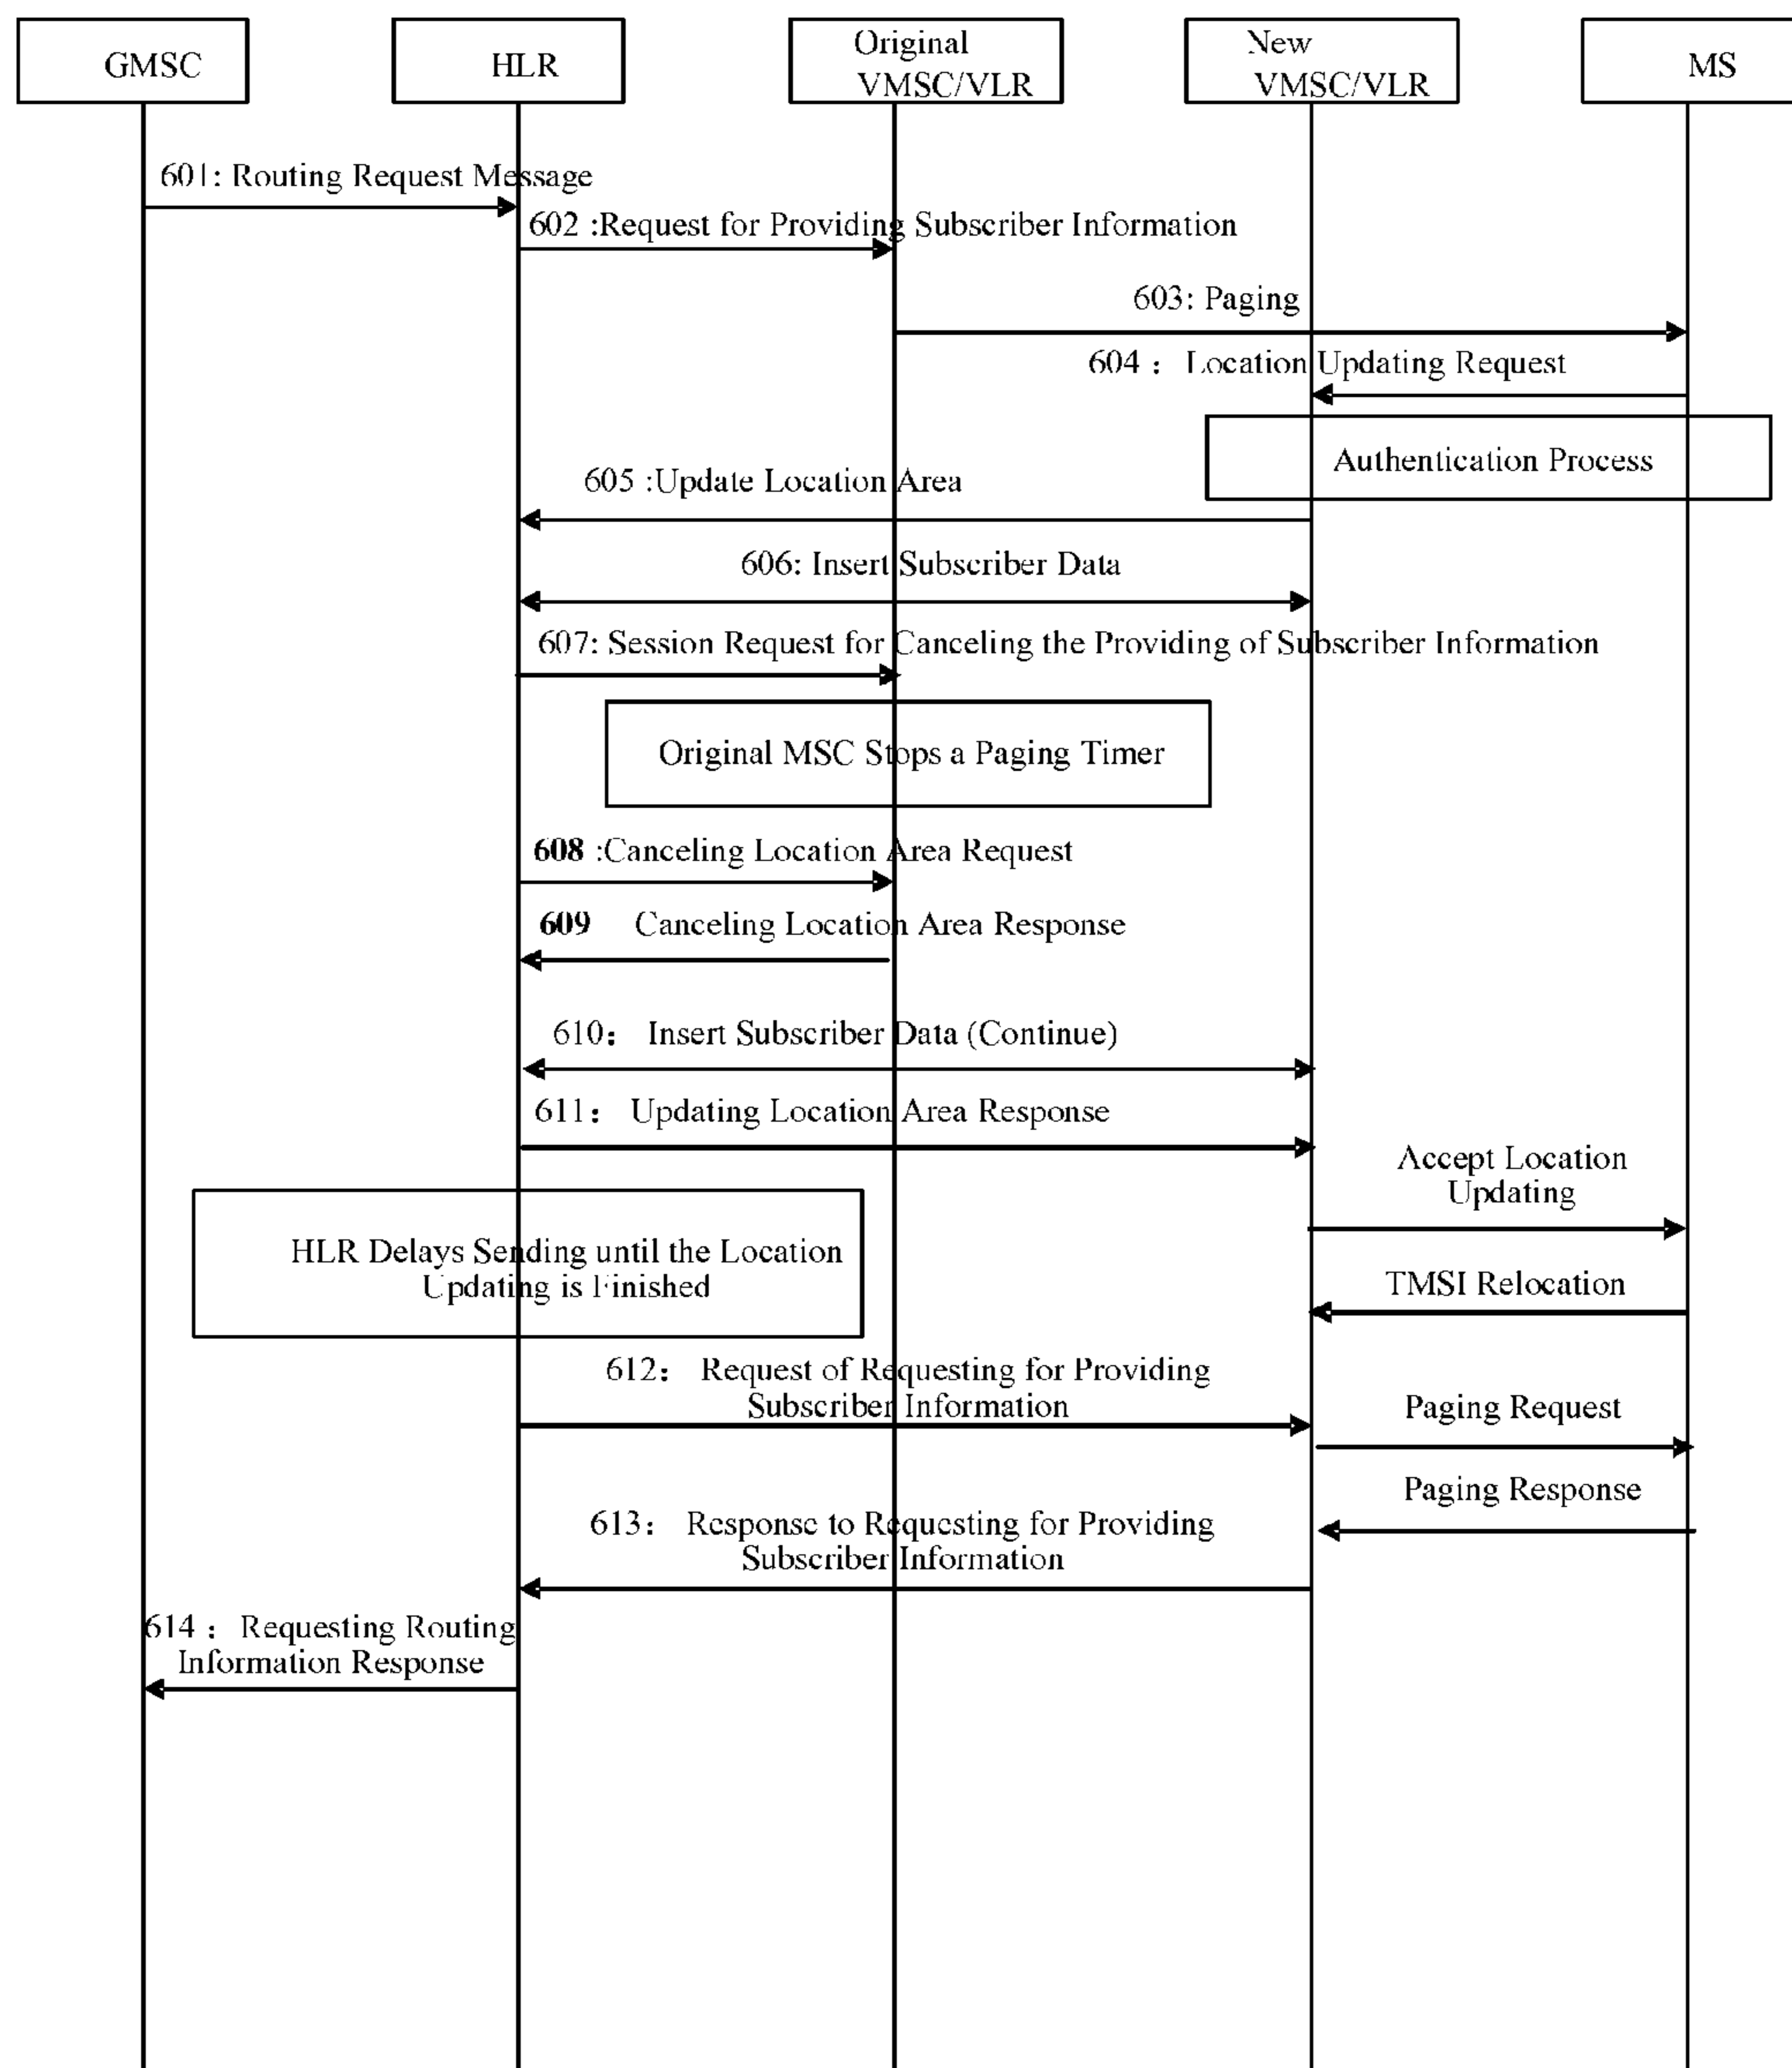 GMSC
HLR
Original
VMSC/VLR
New
VMSC/VLR
MS
601: Routing Request Message
602 :Request for Providing Subscriber Information
603: Paging
604 : Location Updating Request
Authentication Process
605 :Update Location Area
606: Insert Subscriber Data
607: Session Request for Canceling the Providing of Subscriber Information
Original MSC Stops a Paging Timer
608 :Canceling Location Area Request
609 Canceling Location Area Response
610: Insert Subscriber Data (Continue)
611: Updating Location Area Response
Accept Location
Updating
HLR Delays Sending until the Location
Updating is Finished
TMSI Relocation
612: Request of Requesting for Providing
Subscriber Information
Paging Request
Paging Response
613: Response to Requesting for Providing
Subscriber Information
614 : Requesting Routing
Information Response